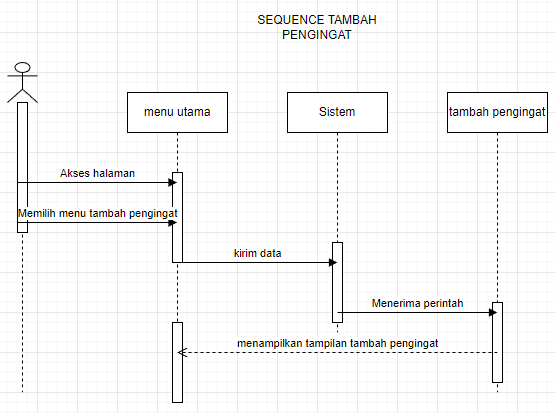 SEQUENCE TAMBAH
PENGINGAT
menu utama
Sistem
tambah pengingat
Akses halaman
Memilih menu tambah pengingat
kirim data
Menerima perintah
menampilkan tampilan tambah pengingat